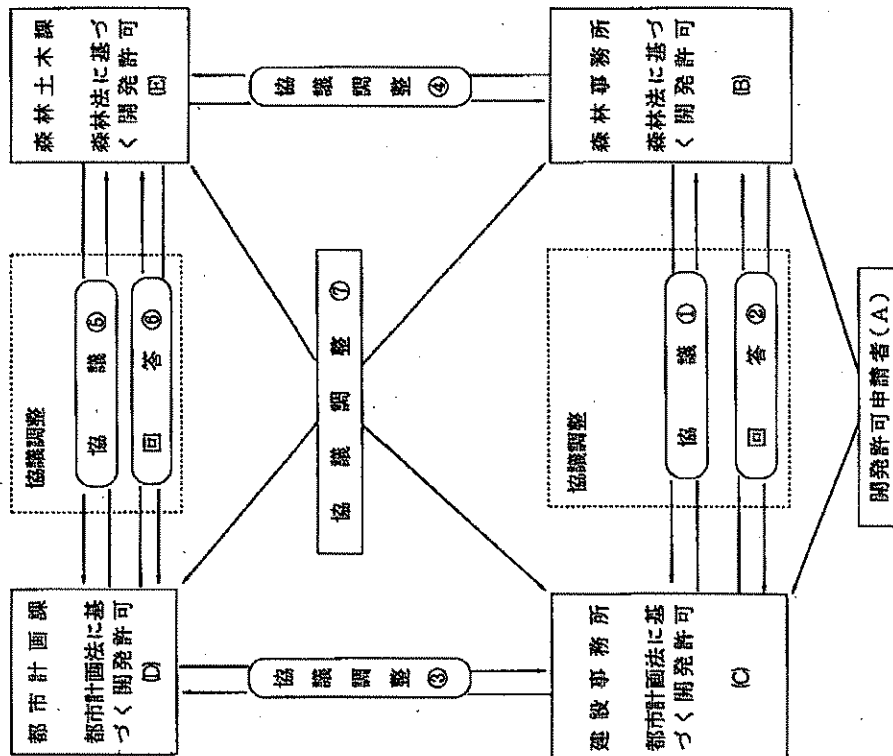 都市計画課
都市計画法に基
づく開発許可
(D)
協議調整
協議 ⑤
回答 ⑥
森林土木課
森林法に基づ
く開発許可
(E)
協議調整 ③
協議調整 ⑦
協議調整 ④
建設事務所
都市計画法に基
づく開発許可
(C)
協議調整
協議 ①
回答 ②
森林事務所
森林法に基づ
く開発許可
(B)
開発許可申請者(A)